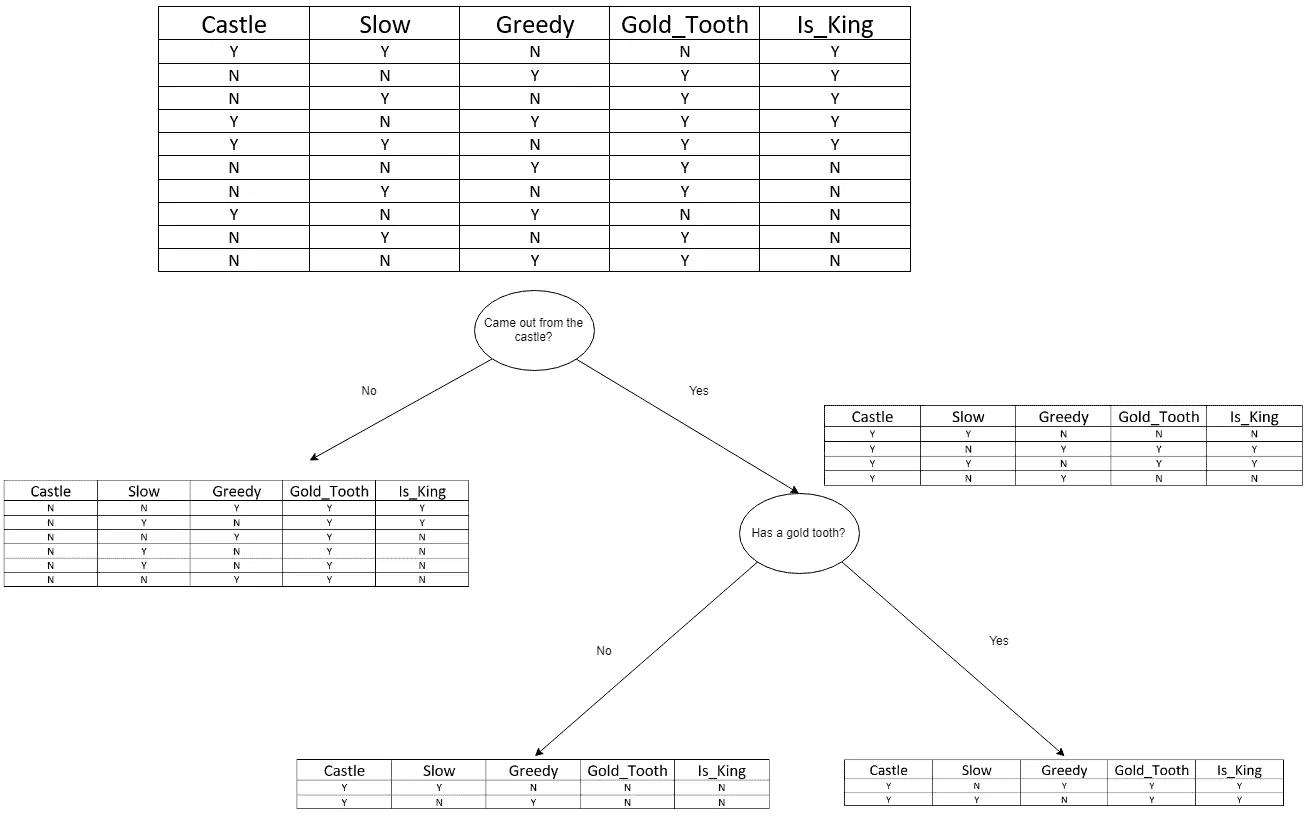 Castle Slow Greedy Gold_Tooth Is_King
Y Y N N Y
N N Y Y Y
N Y N Y Y
Y N Y Y Y
Y Y N Y Y
N N Y Y N
N Y N Y N
Y N Y N N
N Y N Y N
N N Y Y N
Came out from the
castle?
No
Yes
Castle Slow Greedy Gold_Tooth Is_King
Y Y N N N
Y N Y Y Y
Y Y N Y Y
Y N Y N N
Castle Slow Greedy Gold_Tooth Is_King
N N Y Y Y
N Y N Y Y
N N Y Y N
N Y N Y N
N Y N Y N
N N Y Y N
Has a gold tooth?
No
Yes
Castle Slow Greedy Gold_Tooth Is_King
Y Y N N N
Y N Y N N
Castle Slow Greedy Gold_Tooth Is_King
Y N Y Y Y
Y Y N Y Y